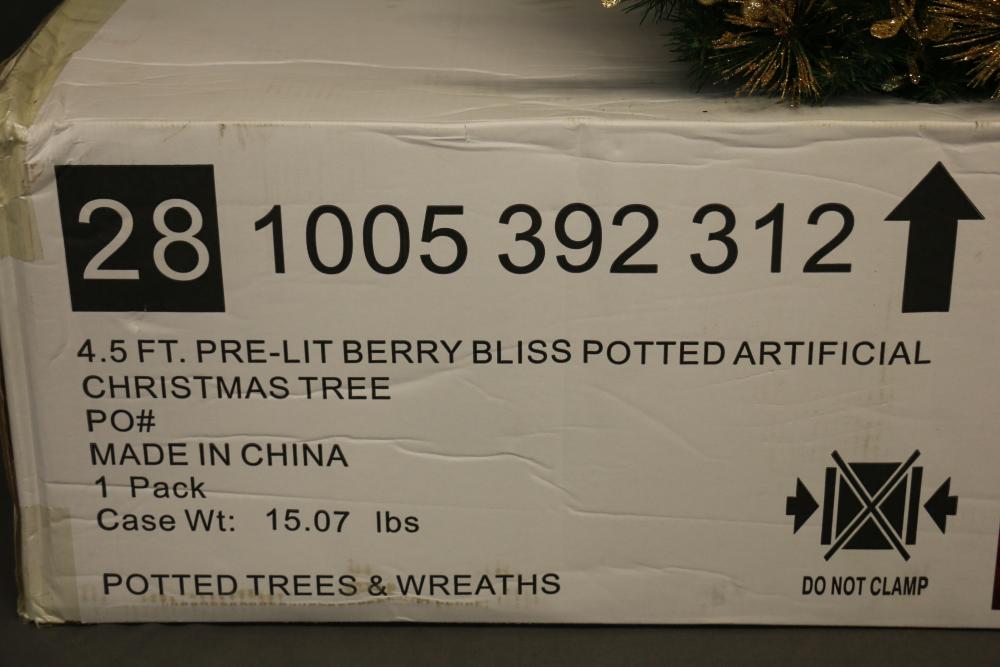 28 1005 392 312
4.5 FT. PRE-LIT BERRY BLISS POTTED ARTIFICIAL
CHRISTMAS TREE
PO#
MADE IN CHINA
1 Pack
Case Wt: 15.07 lbs
POTTED TREES & WREATHS
DO NOT CLAMP